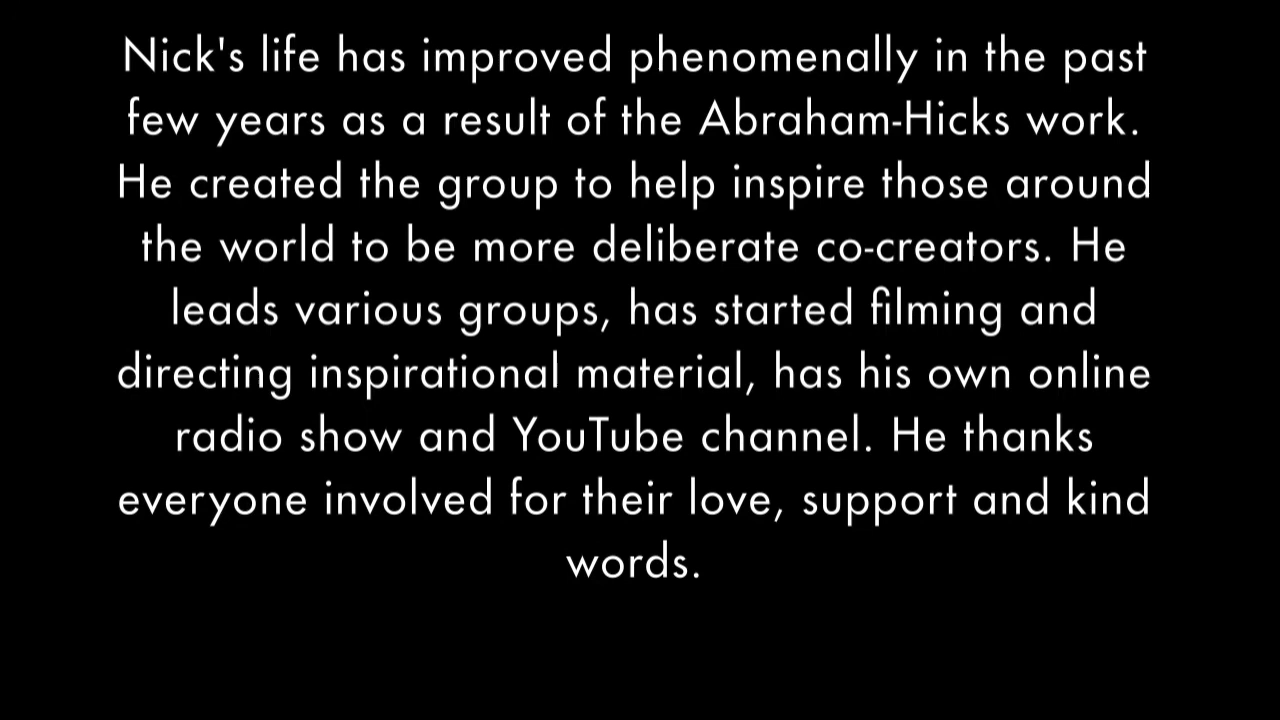 Nick's life has improved phenomenally in the past
few years as a result of the Abraham-Hicks work.
He created the group to help inspire those around
the world to be more deliberate co-creators. He
leads various groups, has started filming and
directing inspirational material, has his own online
radio show and YouTube channel. He thanks
everyone involved for their love, support and kind
words.